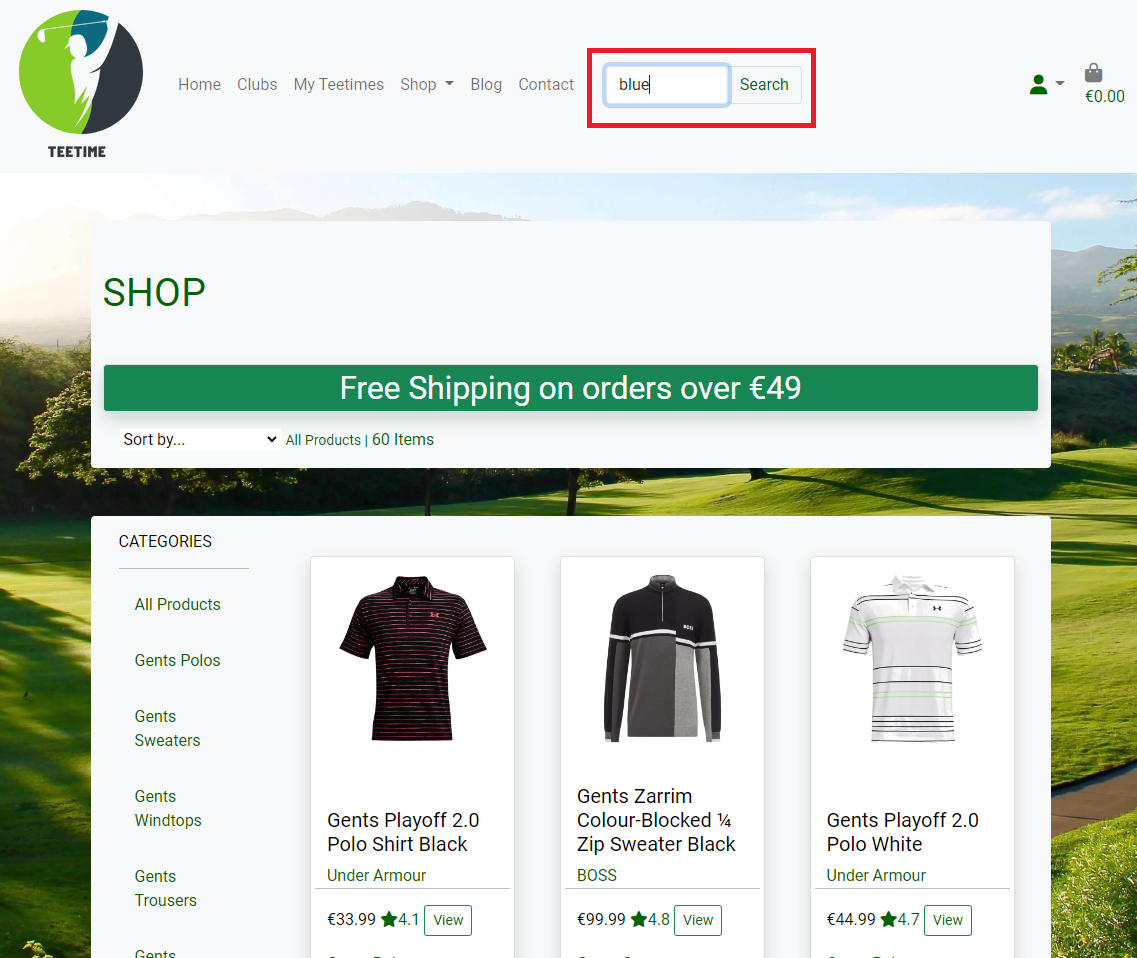 TEETIME
Home Clubs My Teetimes Shop Blog Contact blue Search €0.00
SHOP
Free Shipping on orders over €49
Sort by... All Products | 60 Items
CATEGORIES
All Products
Gents Polos
Gents
Sweaters
Gents
Windtops
Gents
Trousers
Gents
Gents Playoff 2.0
Polo Shirt Black
Under Armour
€33.99 4.1 View
BOSS
Gents Zarrim
Colour-Blocked ¼
Zip Sweater Black
BOSS
€99.99 4.8 View
Gents Playoff 2.0
Polo White
Under Armour
€44.99 4.7 View